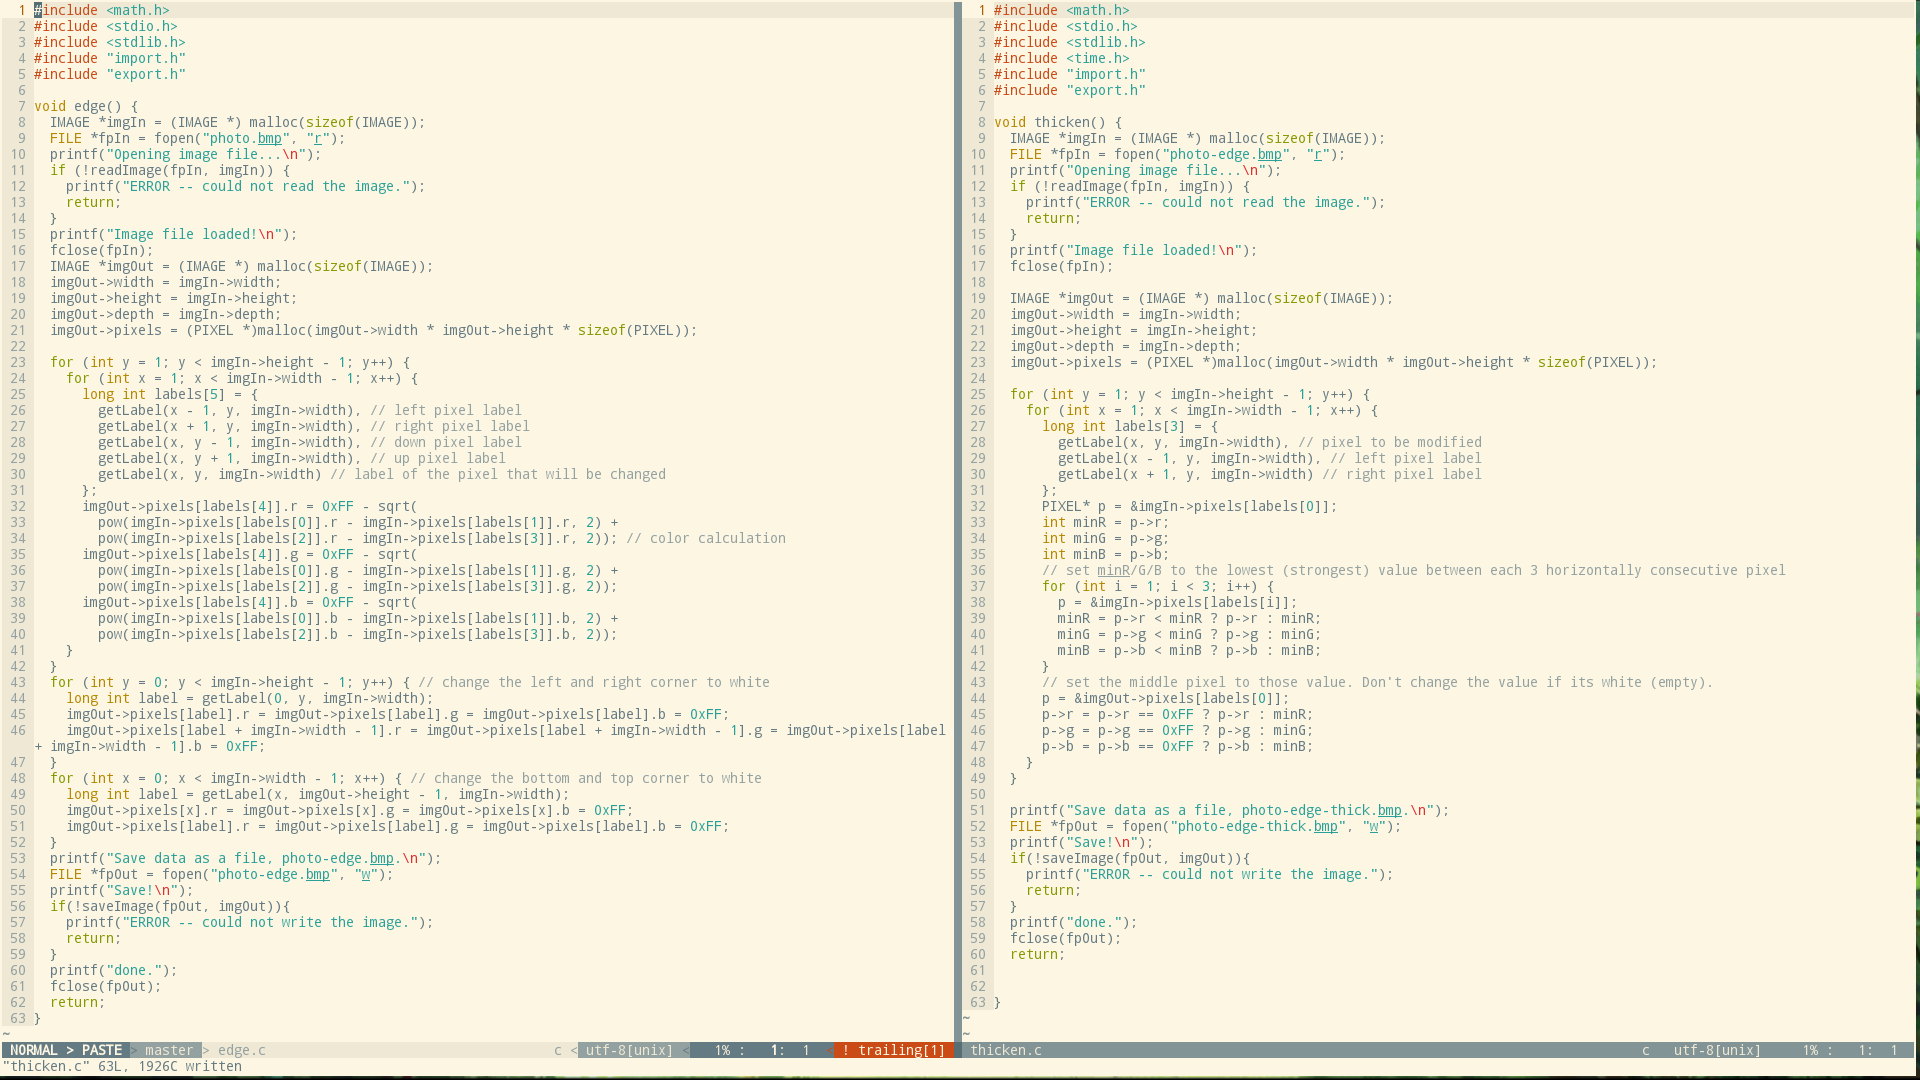 1 #include <math.h>
2 #include <stdio.h>
3 #include <stdlib.h>
4 #include "import.h"
5 #include "export.h"
6
7 void edge() {
8   IMAGE *imgIn = (IMAGE *) malloc(sizeof(IMAGE));
9   FILE *fpIn = fopen("photo.bmp", "r");
10   printf("Opening image file...\n");
11   if (!readImage(fpIn, imgIn)) {
12     printf("ERROR -- could not read the image.");
13     return;
14   }
15   printf("Image file loaded!\n");
16   fclose(fpIn);
17   IMAGE *imgOut = (IMAGE *) malloc(sizeof(IMAGE));
18   imgOut->width = imgIn->width;
19   imgOut->height = imgIn->height;
20   imgOut->depth = imgIn->depth;
21   imgOut->pixels = (PIXEL *)malloc(imgOut->width * imgOut->height * sizeof(PIXEL));
22
23   for (int y = 1; y < imgIn->height - 1; y++) {
24     for (int x = 1; x < imgIn->width - 1; x++) {
25       long int labels[5] = {
26         getLabel(x - 1, y, imgIn->width), // left pixel label
27         getLabel(x + 1, y, imgIn->width), // right pixel label
28         getLabel(x, y - 1, imgIn->width), // down pixel label
29         getLabel(x, y + 1, imgIn->width), // up pixel label
30         getLabel(x, y, imgIn->width) // label of the pixel that will be changed
31       };
32       imgOut->pixels[labels[4]].r = 0xFF - sqrt(
33         pow(imgIn->pixels[labels[0]].r - imgIn->pixels[labels[1]].r, 2) +
34         pow(imgIn->pixels[labels[2]].r - imgIn->pixels[labels[3]].r, 2)); // color calculation
35       imgOut->pixels[labels[4]].g = 0xFF - sqrt(
36         pow(imgIn->pixels[labels[0]].g - imgIn->pixels[labels[1]].g, 2) +
37         pow(imgIn->pixels[labels[2]].g - imgIn->pixels[labels[3]].g, 2));
38       imgOut->pixels[labels[4]].b = 0xFF - sqrt(
39         pow(imgIn->pixels[labels[0]].b - imgIn->pixels[labels[1]].b, 2) +
40         pow(imgIn->pixels[labels[2]].b - imgIn->pixels[labels[3]].b, 2));
41     }
42   }
43   for (int y = 0; y < imgIn->height - 1; y++) { // change the left and right corner to white
44     long int label = getLabel(0, y, imgIn->width);
45     imgOut->pixels[label].r = imgOut->pixels[label].g = imgOut->pixels[label].b = 0xFF;
46     imgOut->pixels[label + imgIn->width - 1].r = imgOut->pixels[label + imgIn->width - 1].g = imgOut->pixels[label
+ imgIn->width - 1].b = 0xFF;
47   }
48   for (int x = 0; x < imgIn->width - 1; x++) { // change the bottom and top corner to white
49     long int label = getLabel(x, imgOut->height - 1, imgIn->width);
50     imgOut->pixels[x].r = imgOut->pixels[x].g = imgOut->pixels[x].b = 0xFF;
51     imgOut->pixels[label].r = imgOut->pixels[label].g = imgOut->pixels[label].b = 0xFF;
52   }
53   printf("Save data as a file, photo-edge.bmp.\n");
54   FILE *fpOut = fopen("photo-edge.bmp", "w");
55   printf("Save!\n");
56   if(!saveImage(fpOut, imgOut)){
57     printf("ERROR -- could not write the image.");
58     return;
59   }
60   printf("done.");
61   fclose(fpOut);
62   return;
63 }
~
NORMAL > PASTE > master > edge.c c < utf-8[unix] < 1% : 1: 1 ! trailing[1]
"thicken.c" 63L, 1926C written
1 #include <math.h>
2 #include <stdio.h>
3 #include <stdlib.h>
4 #include <time.h>
5 #include "import.h"
6 #include "export.h"
7
8 void thicken() {
9   IMAGE *imgIn = (IMAGE *) malloc(sizeof(IMAGE));
10   FILE *fpIn = fopen("photo-edge.bmp", "r");
11   printf("Opening image file...\n");
12   if (!readImage(fpIn, imgIn)) {
13     printf("ERROR -- could not read the image.");
14     return;
15   }
16   printf("Image file loaded!\n");
17   fclose(fpIn);
18
19   IMAGE *imgOut = (IMAGE *) malloc(sizeof(IMAGE));
20   imgOut->width = imgIn->width;
21   imgOut->height = imgIn->height;
22   imgOut->depth = imgIn->depth;
23   imgOut->pixels = (PIXEL *)malloc(imgOut->width * imgOut->height * sizeof(PIXEL));
24
25   for (int y = 1; y < imgIn->height - 1; y++) {
26     for (int x = 1; x < imgIn->width - 1; x++) {
27       long int labels[3] = {
28         getLabel(x, y, imgIn->width), // pixel to be modified
29         getLabel(x - 1, y, imgIn->width), // left pixel label
30         getLabel(x + 1, y, imgIn->width) // right pixel label
31       };
32       PIXEL* p = &imgIn->pixels[labels[0]];
33       int minR = p->r;
34       int minG = p->g;
35       int minB = p->b;
36       // set minR/G/B to the lowest (strongest) value between each 3 horizontally consecutive pixel
37       for (int i = 1; i < 3; i++) {
38         p = &imgIn->pixels[labels[i]];
39         minR = p->r < minR ? p->r : minR;
40         minG = p->g < minG ? p->g : minG;
41         minB = p->b < minB ? p->b : minB;
42       }
43       // set the middle pixel to those value. Don't change the value if its white (empty).
44       p = &imgOut->pixels[labels[0]];
45       p->r = p->r == 0xFF ? p->r : minR;
46       p->g = p->g == 0xFF ? p->g : minG;
47       p->b = p->b == 0xFF ? p->b : minB;
48     }
49   }
50
51   printf("Save data as a file, photo-edge-thick.bmp.\n");
52   FILE *fpOut = fopen("photo-edge-thick.bmp", "w");
53   printf("Save!\n");
54   if(!saveImage(fpOut, imgOut)){
55     printf("ERROR -- could not write the image.");
56     return;
57   }
58   printf("done.");
59   fclose(fpOut);
60   return;
61
62
63 }
~
~
thicken.c c utf-8[unix] 1% : 1: 1